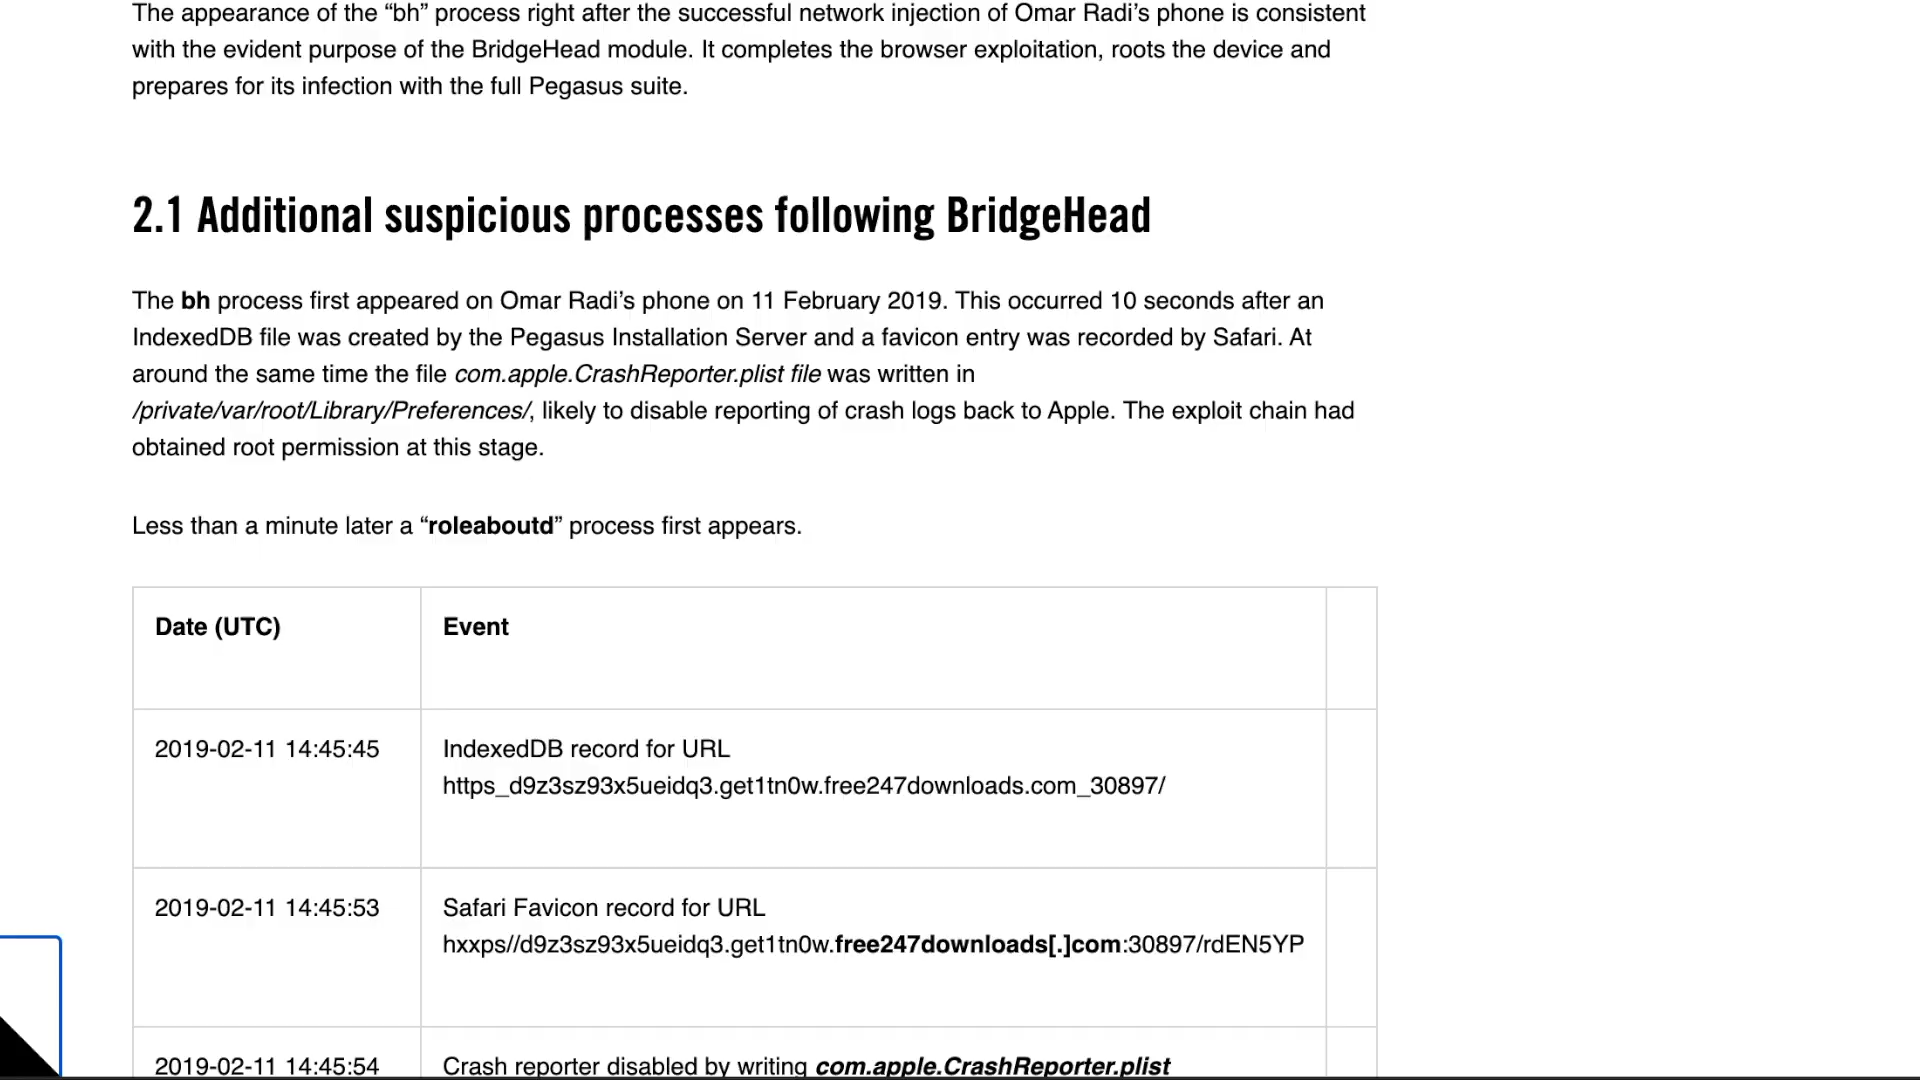 The appearance of the “bh” process right after the successful network injection of Omar Radi’s phone is consistent
with the evident purpose of the BridgeHead module. It completes the browser exploitation, roots the device and
prepares for its infection with the full Pegasus suite.
2.1 Additional suspicious processes following BridgeHead
The bh process first appeared on Omar Radi’s phone on 11 February 2019. This occurred 10 seconds after an
IndexedDB file was created by the Pegasus Installation Server and a favicon entry was recorded by Safari. At
around the same time the file com.apple.CrashReporter.plist file was written in
/private/var/root/Library/Preferences/, likely to disable reporting of crash logs back to Apple. The exploit chain had
obtained root permission at this stage.
Less than a minute later a “roleaboutd” process first appears.
Date (UTC) Event
2019-02-11 14:45:45 IndexedDB record for URL
https_d9z3sz93x5ueidq3.get1tn0w.free247downloads.com_30897/
2019-02-11 14:45:53 Safari Favicon record for URL
hxxps//d9z3sz93x5ueidq3.get1tn0w.free247downloads[.]com:30897/rdEN5YP
2019-02-11 14:45:54 Crash reporter disabled by writing com.apple.CrashReporter.plist